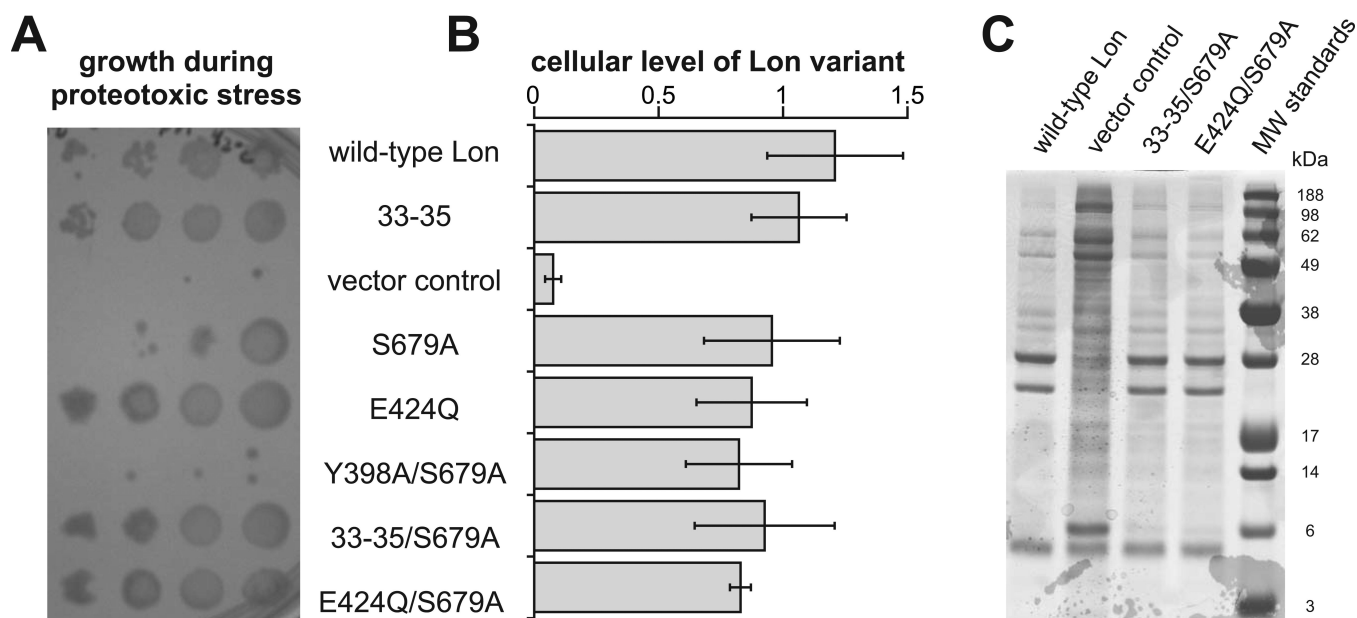 A
growth during
proteotoxic stress
B
cellular level of Lon variant
0
0.5
1
1.5
wild-type Lon
33-35
vector control
S679A
E424Q
Y398A/S679A
33-35/S679A
E424Q/S679A
C
wild-type Lon
vector control
33-35/S679A
E424Q/S679A
MW standards
kDa
188
98
62
49
38
28
17
14
6
3